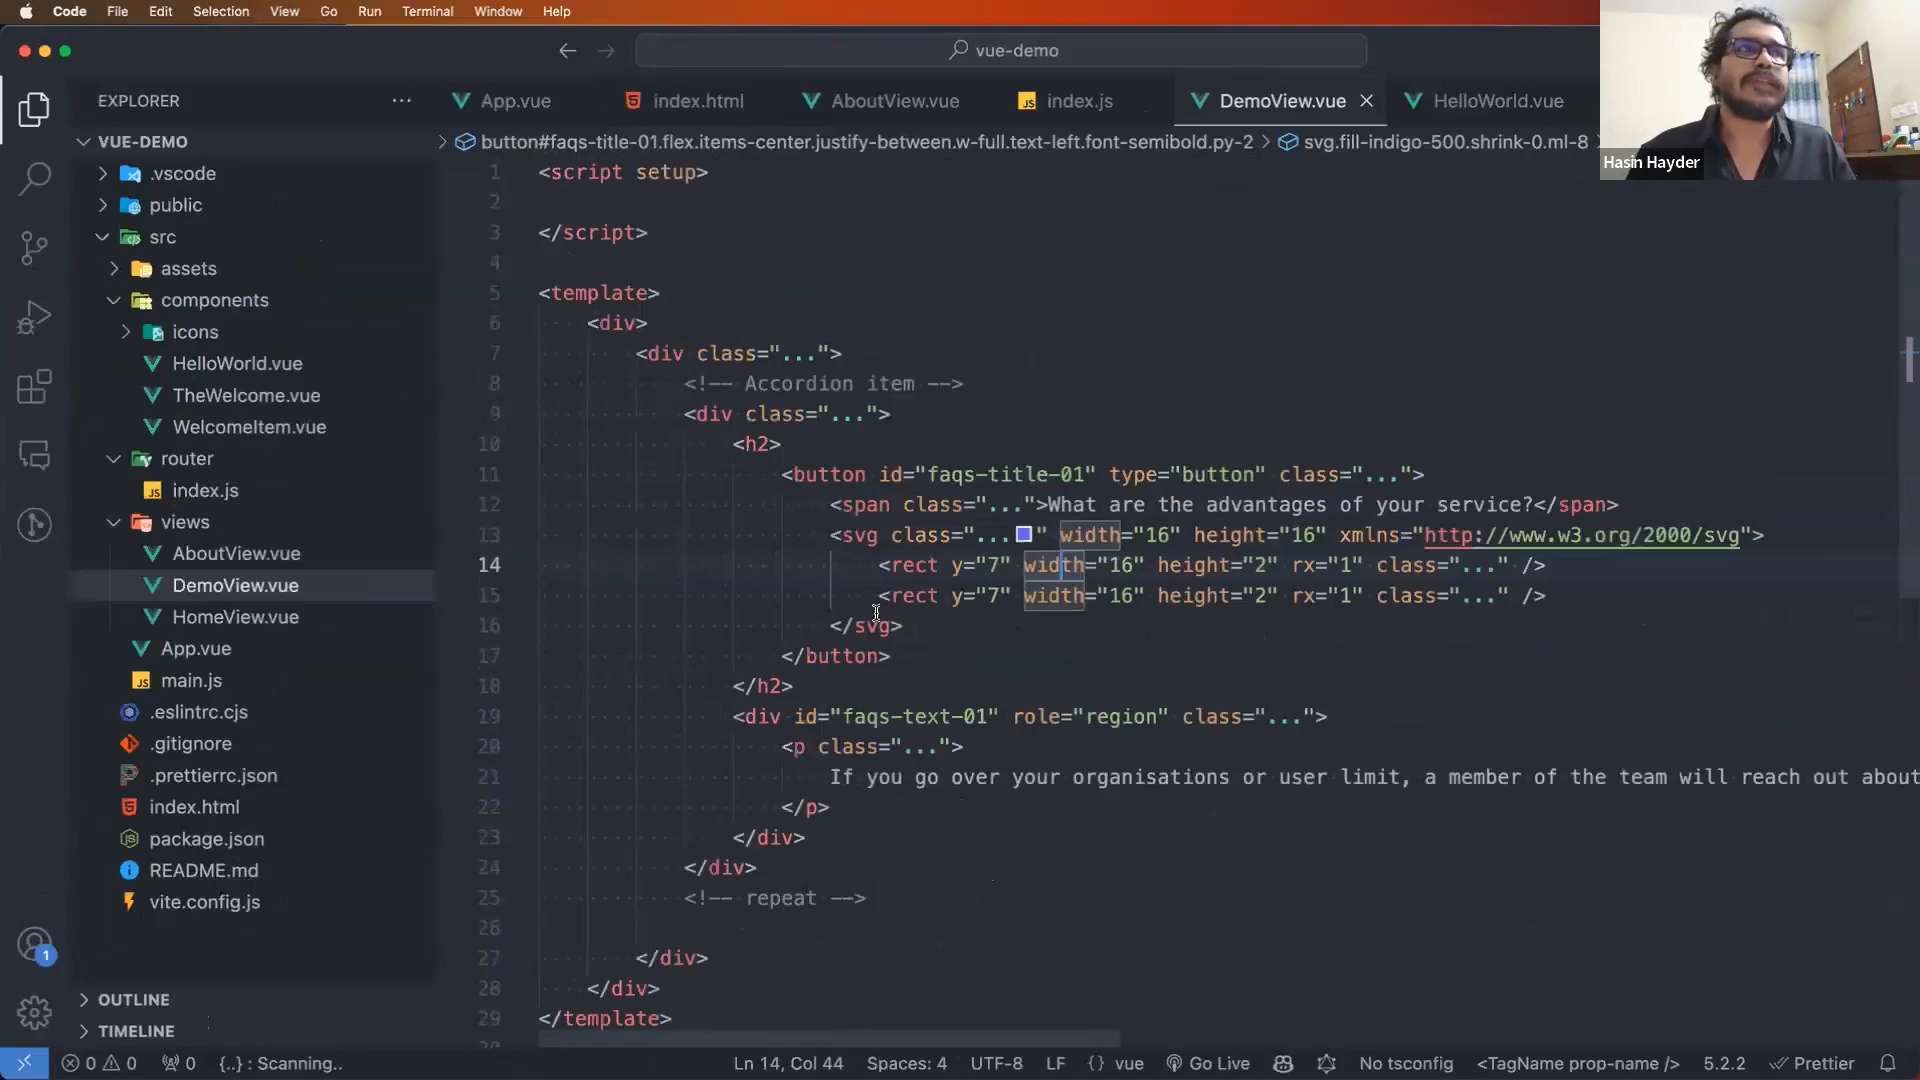 Code File Edit Selection View Go Run Terminal Window Help
vue-demo
Hasin Hayder
EXPLORER
VUE-DEMO
.vscode
public
src
assets
components
icons
HelloWorld.vue
TheWelcome.vue
WelcomeItem.vue
router
index.js
views
AboutView.vue
DemoView.vue
HomeView.vue
App.vue
main.js
.eslintrc.cjs
.gitignore
.prettierrc.json
index.html
package.json
README.md
vite.config.js
OUTLINE
TIMELINE
App.vue index.html AboutView.vue index.js DemoView.vue HelloWorld.vue
button#faqs-title-01.flex.items-center.justify-between.w-full.text-left.font-semibold.py-2 > svg.fill-indigo-500.shrink-0.ml-8
1 <script setup>
2
3 </script>
4
5 <template>
6 <div>
7 <div class="...">
8 <!-- Accordion item -->
9 <div class="...">
10 <h2>
11 <button id="faqs-title-01" type="button" class="...">
12 <span class="...">What are the advantages of your service?</span>
13 <svg class="..." width="16" height="16" xmlns="http://www.w3.org/2000/svg">
14 <rect y="7" width="16" height="2" rx="1" class="..." />
15 <rect y="7" width="16" height="2" rx="1" class="..." />
16 </svg>
17 </button>
18 </h2>
19 <div id="faqs-text-01" role="region" class="...">
20 <p class="...">
21 If you go over your organisations or user limit, a member of the team will reach out about
22 </p>
23 </div>
24 </div>
25 <!-- repeat -->
26
27 </div>
28 </div>
29 </template>
1
0 0 0 {..} : Scanning.. Ln 14, Col 44 Spaces: 4 UTF-8 LF {} vue Go Live No tsconfig <TagName prop-name /> 5.2.2 Prettier